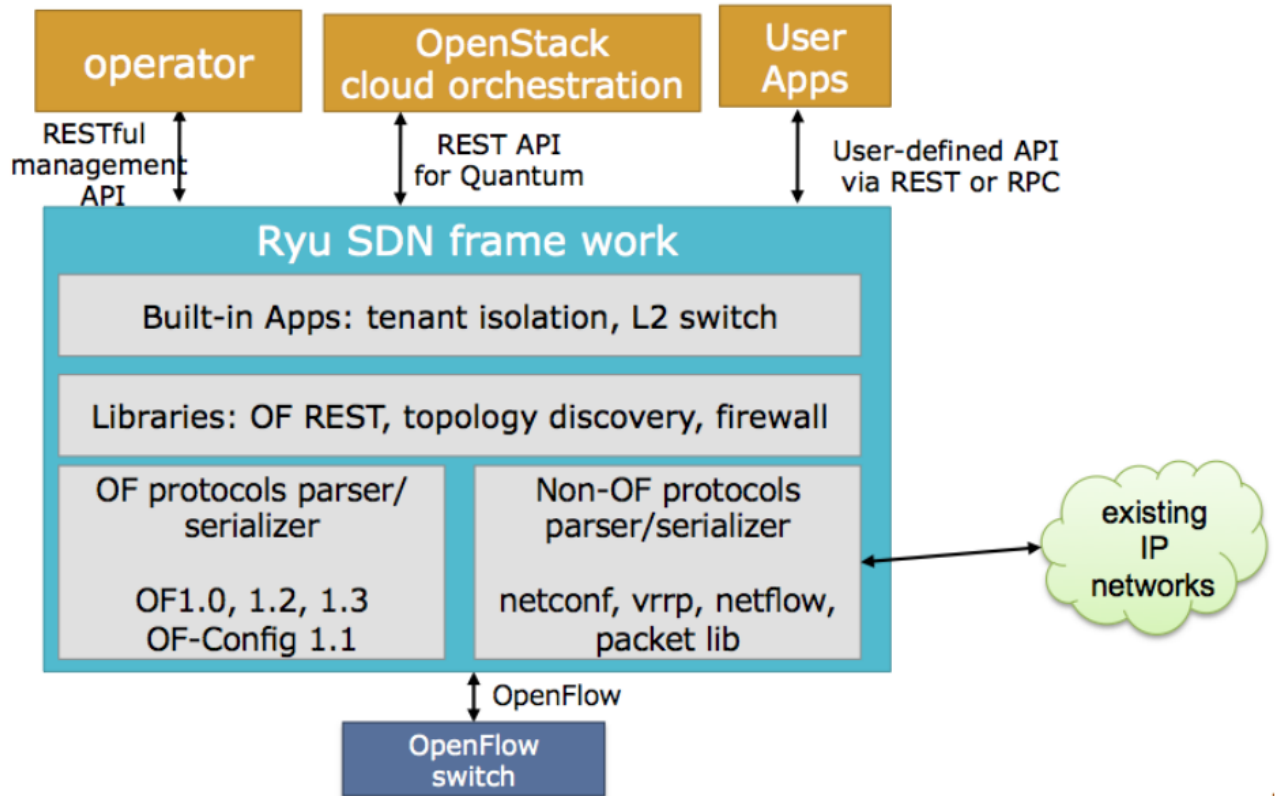 operator
OpenStack
cloud orchestration
User
Apps
RESTful
management
API
REST API
for Quantum
User-defined API
via REST or RPC
Ryu SDN frame work
Built-in Apps: tenant isolation, L2 switch
Libraries: OF REST, topology discovery, firewall
OF protocols parser/
serializer
OF1.0, 1.2, 1.3
OF-Config 1.1
Non-OF protocols
parser/serializer
netconf, vrrp, netflow,
packet lib
existing
IP
networks
OpenFlow
OpenFlow
switch